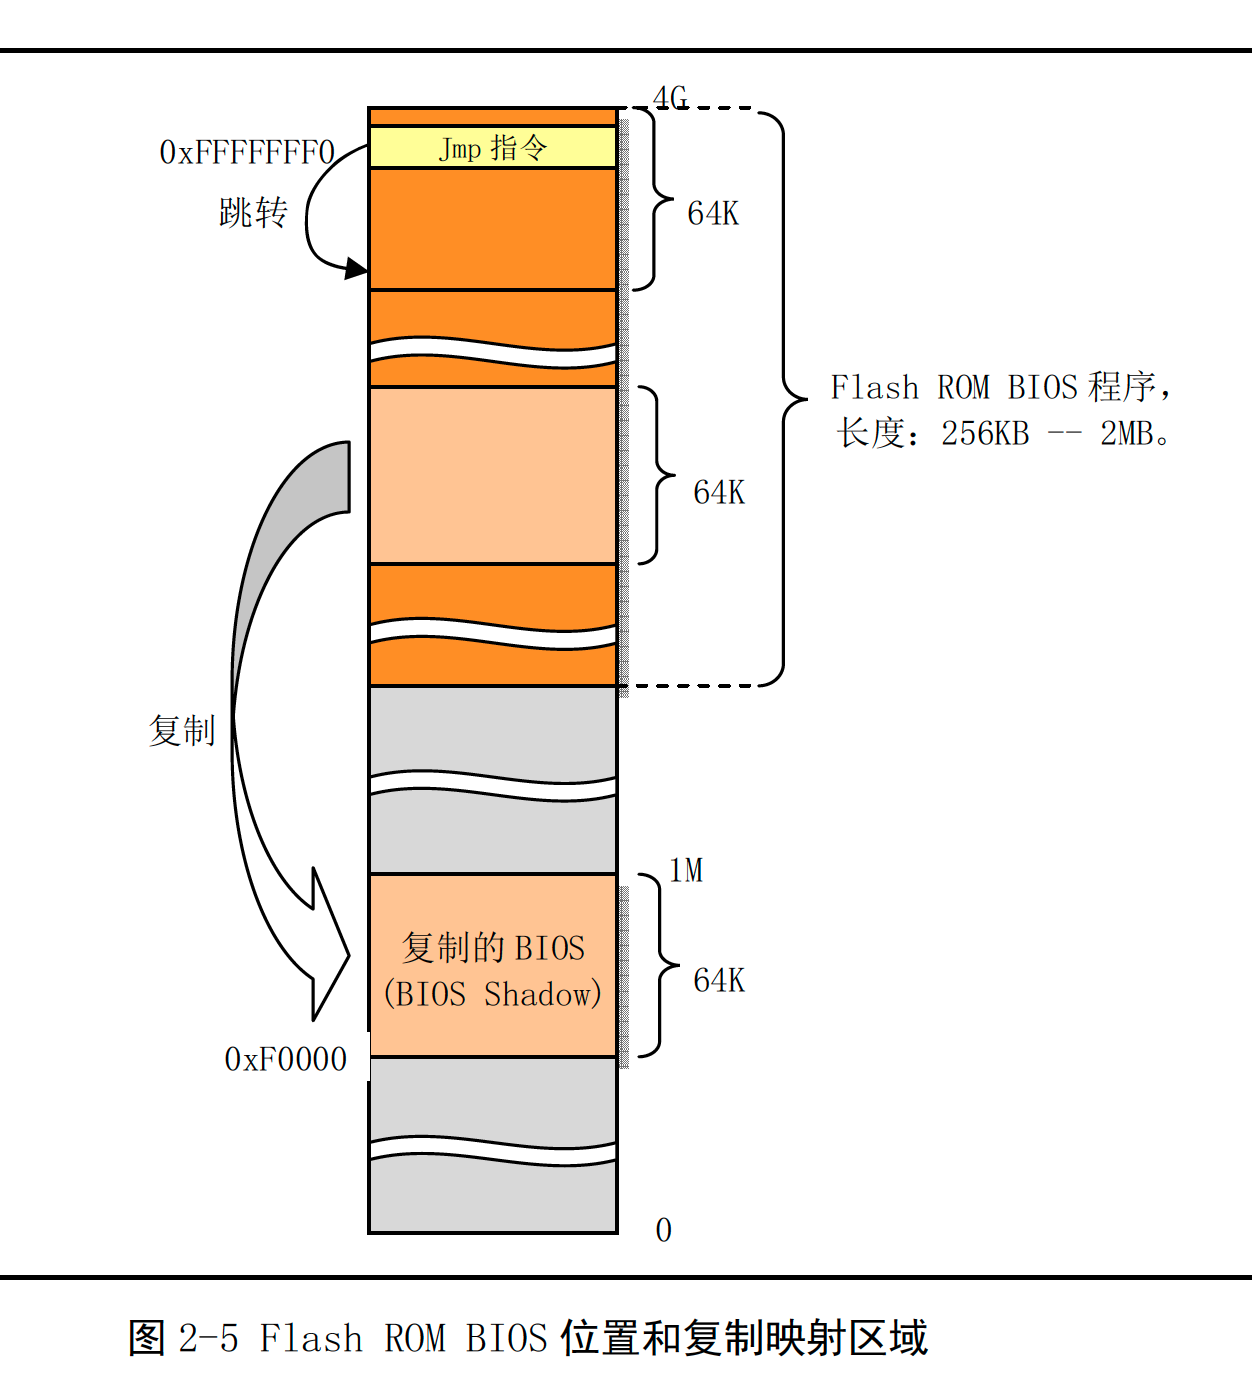 4G
0xFFFFFFF0
Jmp 指令
跳转
64K
Flash ROM BIOS 程序，
长度：256KB -- 2MB。
64K
复制
1M
复制的 BIOS
(BIOS Shadow)
64K
0xF0000
0
图 2-5 Flash ROM BIOS 位置和复制映射区域